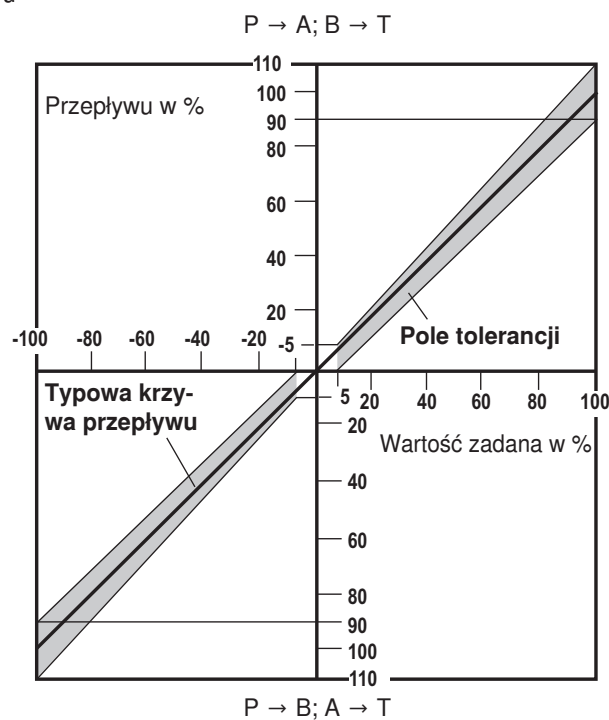 P → A; B → T
110
Przepływu w %
100
90
80
60
40
20
-100 -80 -60 -40 -20 -5
Pole tolerancji
Typowa krzy-
wa przepływu
5 20 40 60 80 100
20
Wartość zadana w %
40
60
80
90
100
110
P → B; A → T